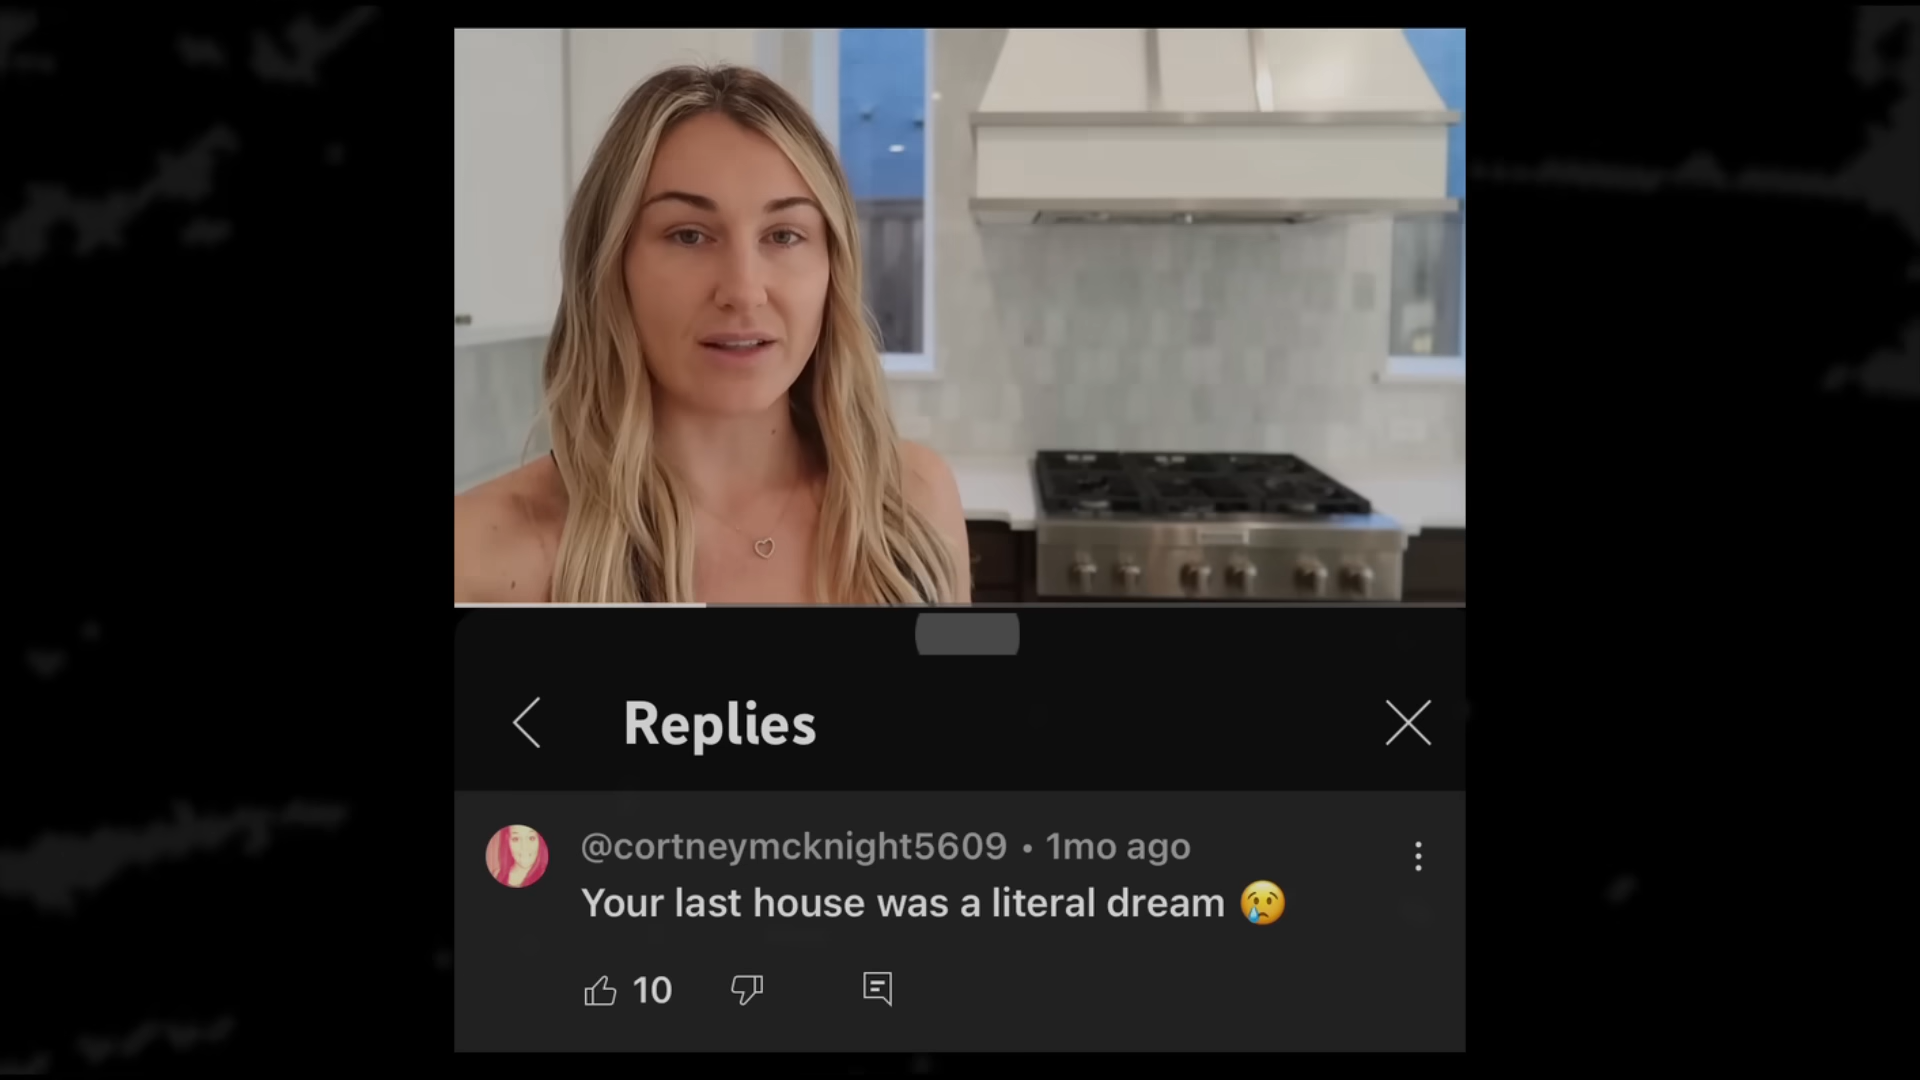 Replies
@cortneymcknight5609 • 1mo ago
Your last house was a literal dream 😢
10